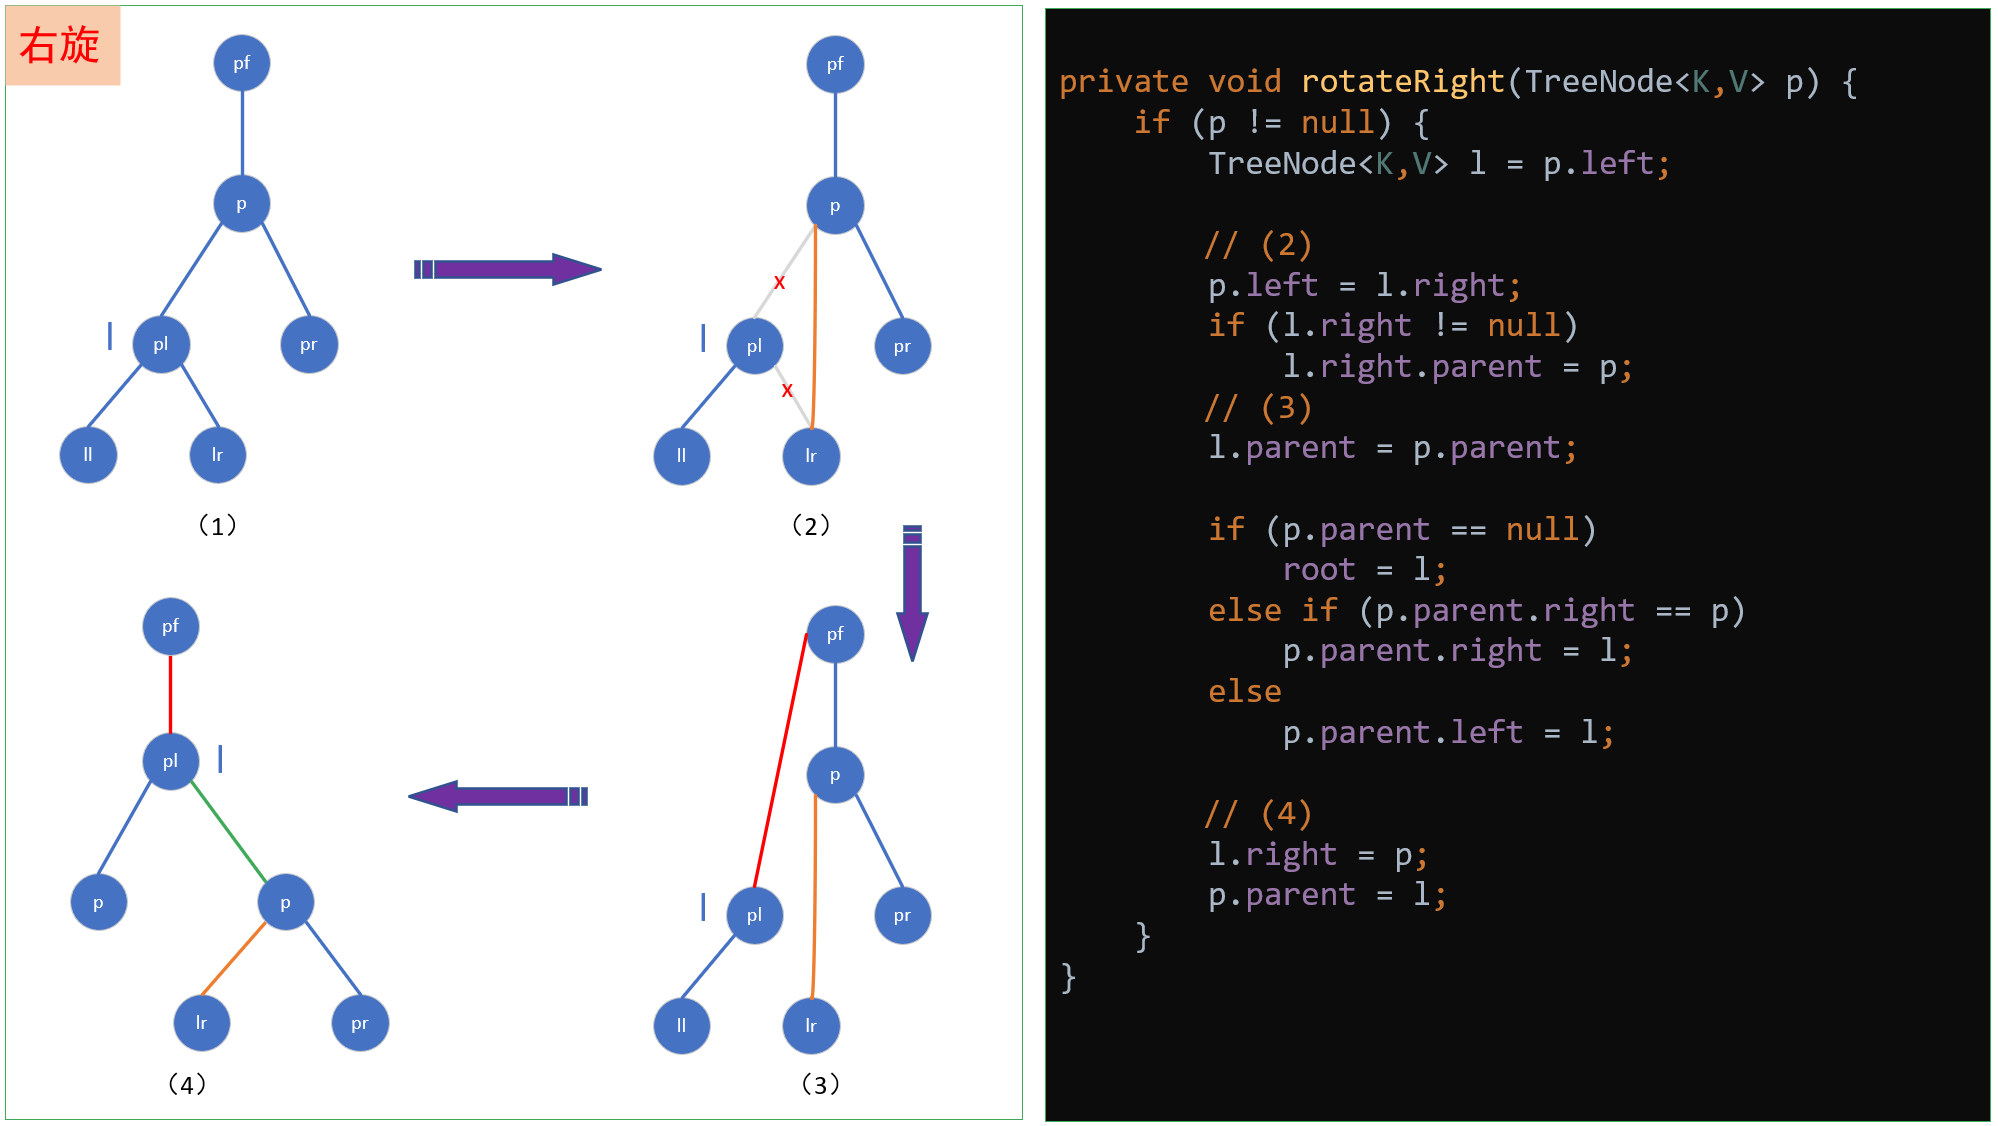 右旋
pf
p
l
pl
pr
ll
lr
（1）
pf
p
x
l
pl
pr
x
ll
lr
（2）
pf
p
l
pl
pr
ll
lr
（3）
pf
pl
l
p
p
lr
pr
（4）
private void rotateRight(TreeNode<K,V> p) {
if (p != null) {
TreeNode<K,V> l = p.left;
// (2)
p.left = l.right;
if (l.right != null)
l.right.parent = p;
// (3)
l.parent = p.parent;
if (p.parent == null)
root = l;
else if (p.parent.right == p)
p.parent.right = l;
else
p.parent.left = l;
// (4)
l.right = p;
p.parent = l;
}
}